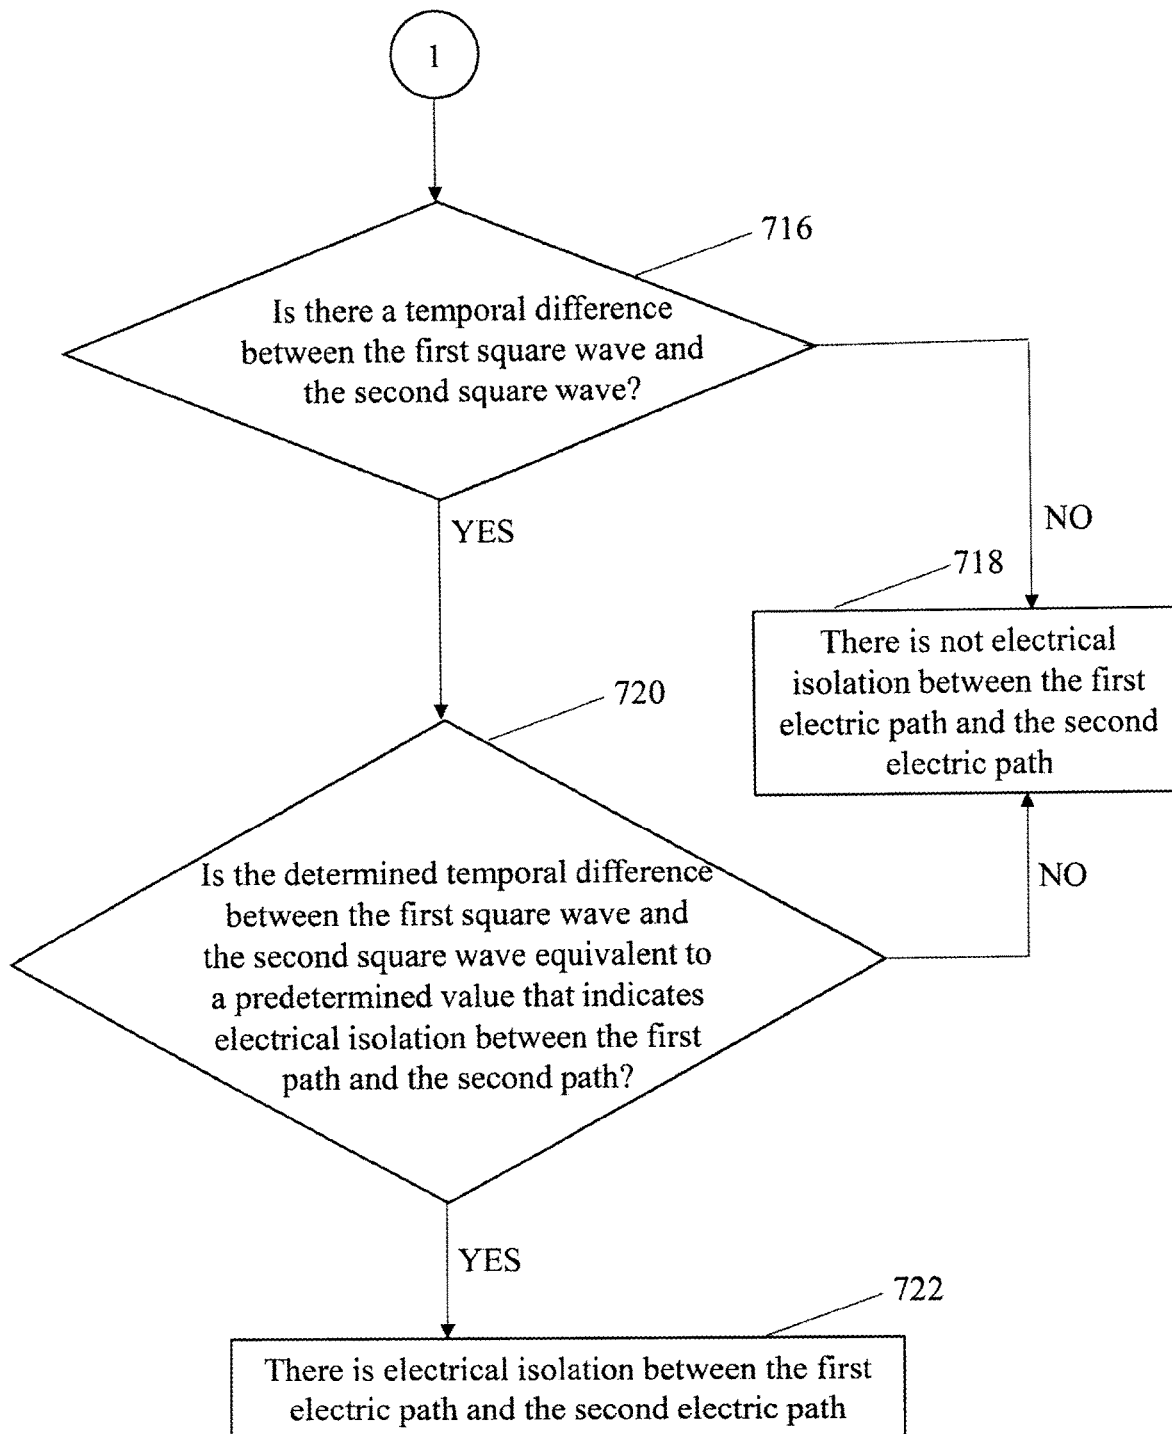 1
716
Is there a temporal difference
between the first square wave and
the second square wave?
YES
NO
718
There is not electrical
isolation between the first
electric path and the second
electric path
720
Is the determined temporal difference
between the first square wave and
the second square wave equivalent to
a predetermined value that indicates
electrical isolation between the first
path and the second path?
NO
YES
722
There is electrical isolation between the first
electric path and the second electric path